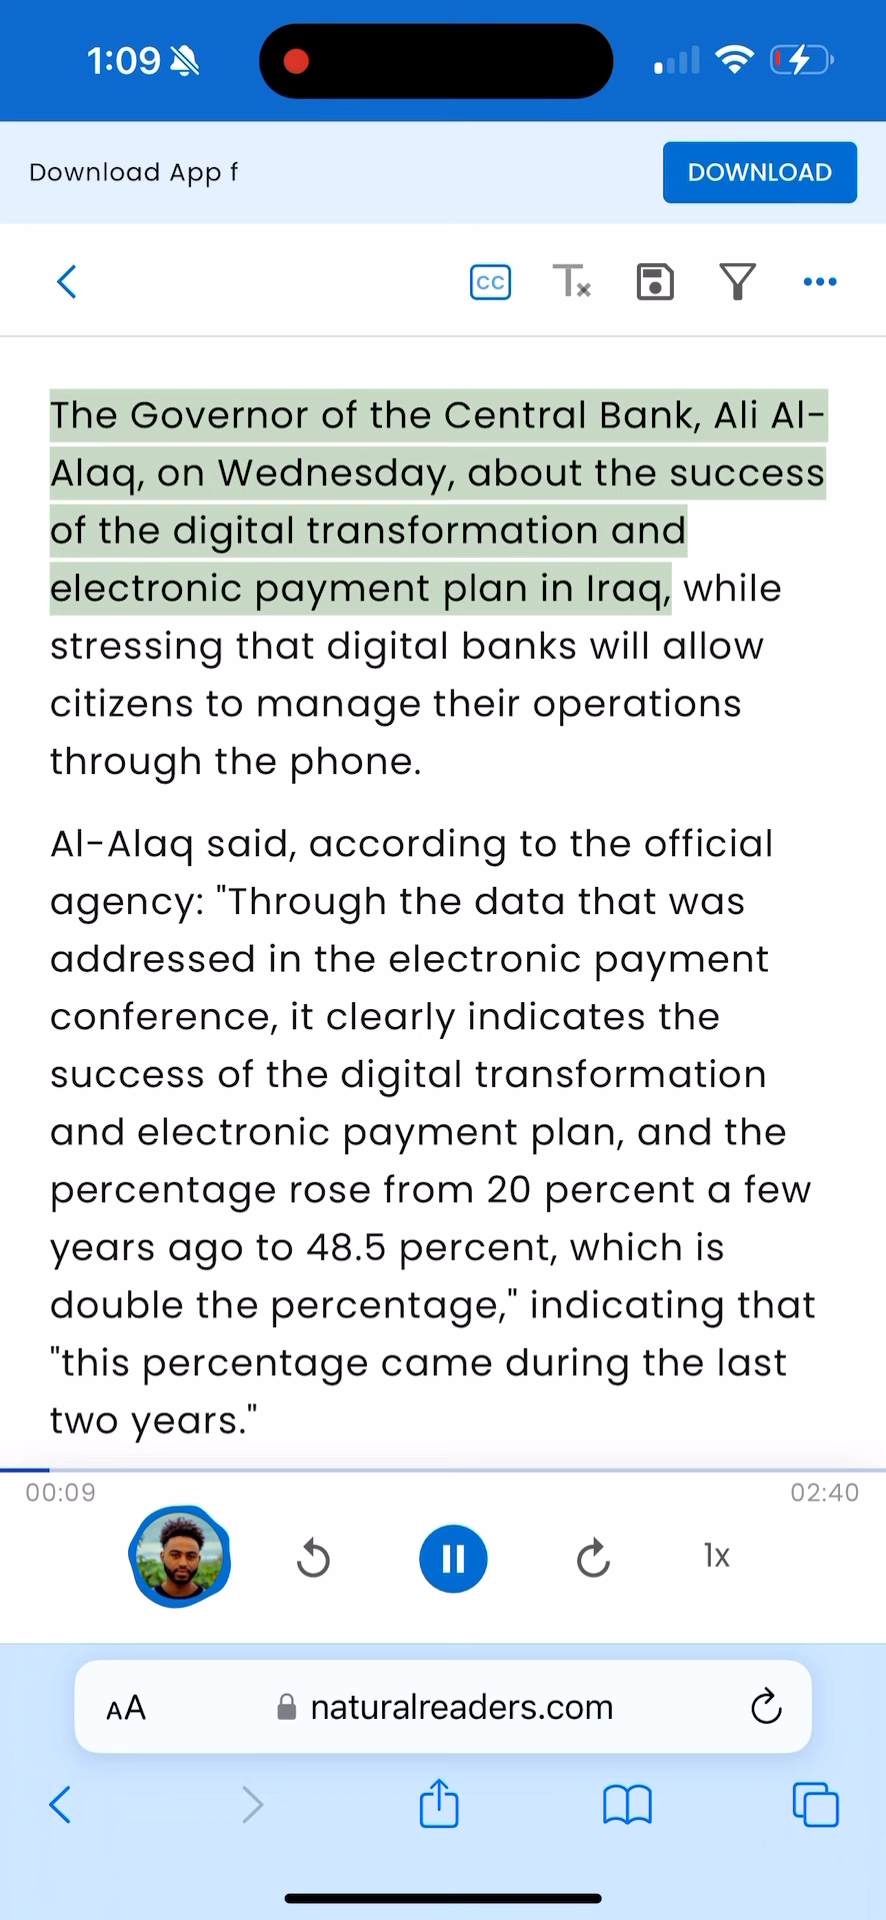 1:09
Download App f
DOWNLOAD
CC
The Governor of the Central Bank, Ali Al-
Alaq, on Wednesday, about the success
of the digital transformation and
electronic payment plan in Iraq, while
stressing that digital banks will allow
citizens to manage their operations
through the phone.
Al-Alaq said, according to the official
agency: "Through the data that was
addressed in the electronic payment
conference, it clearly indicates the
success of the digital transformation
and electronic payment plan, and the
percentage rose from 20 percent a few
years ago to 48.5 percent, which is
double the percentage," indicating that
"this percentage came during the last
two years."
00:09
02:40
1x
AA
naturalreaders.com